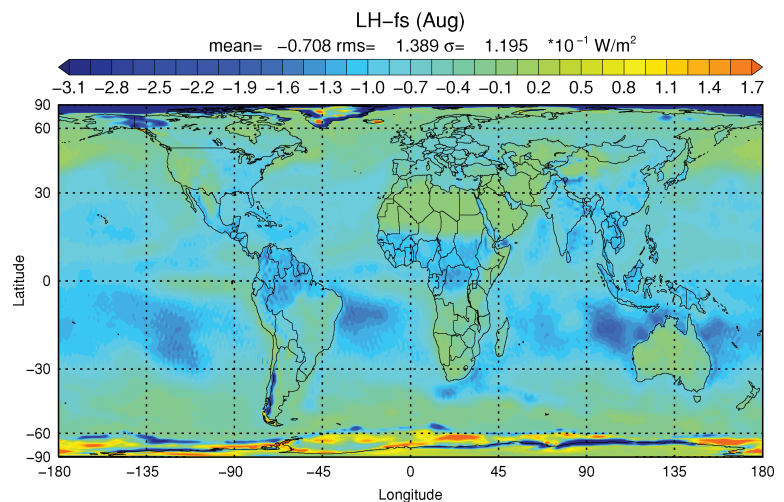 LH-fs (Aug)
mean= -0.708 rms= 1.389 σ= 1.195 *10⁻¹ W/m²
-3.1 -2.8 -2.5 -2.2 -1.9 -1.6 -1.3 -1.0 -0.7 -0.4 -0.1 0.2 0.5 0.8 1.1 1.4 1.7
90
60
30
0
-30
-60
-90
Latitude
-180 -135 -90 -45 0 45 90 135 180
Longitude